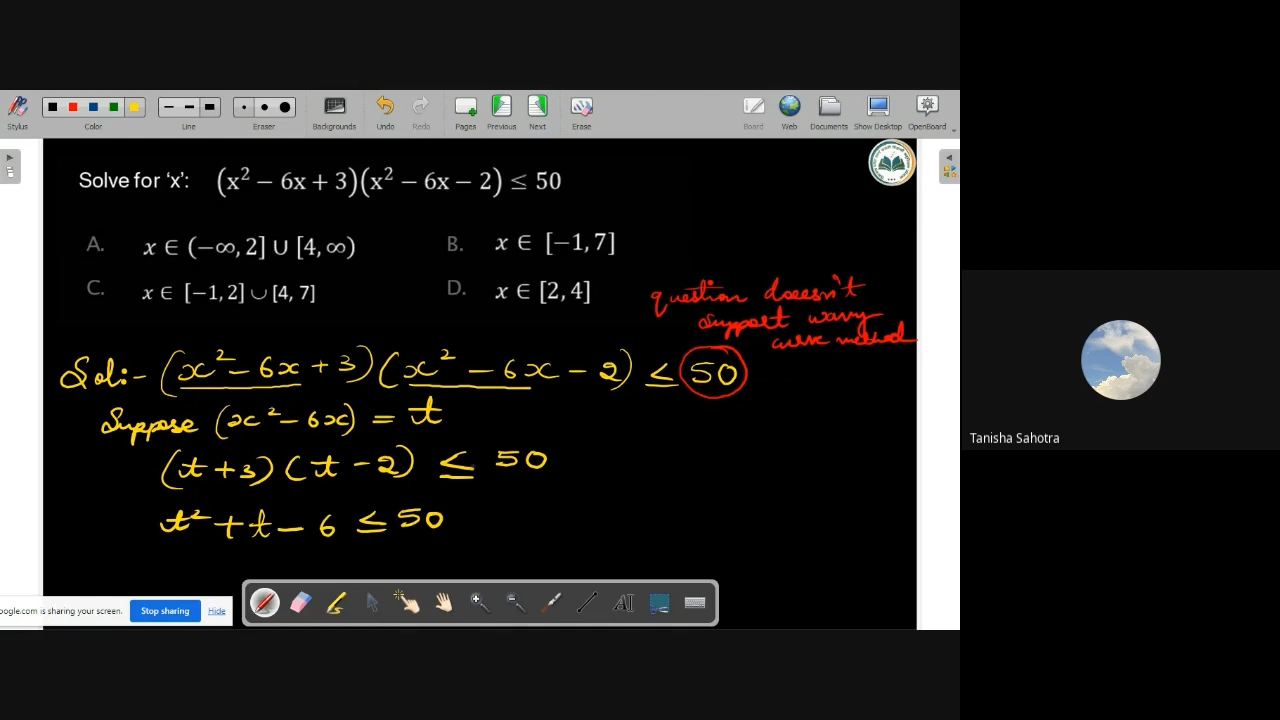 Stylus
Color
Line
Eraser
Backgrounds
Undo
Redo
Pages
Previous
Next
Erase
Board
Web
Documents
Show Desktop
OpenBoard
Solve for 'x': (x² − 6x + 3)(x² − 6x − 2) ≤ 50
A. x ∈ (−∞, 2] ∪ [4, ∞)
B. x ∈ [−1, 7]
C. x ∈ [−1, 2] ∪ [4, 7]
D. x ∈ [2, 4]
question doesn't
support wavy
curve method
Sol:- (x² − 6x + 3)(x² − 6x − 2) ≤ 50
Suppose (x² − 6x) = t
(t + 3)(t − 2) ≤ 50
t² + t − 6 ≤ 50
oogle.com is sharing your screen.
Stop sharing
Hide
AI
Tanisha Sahotra